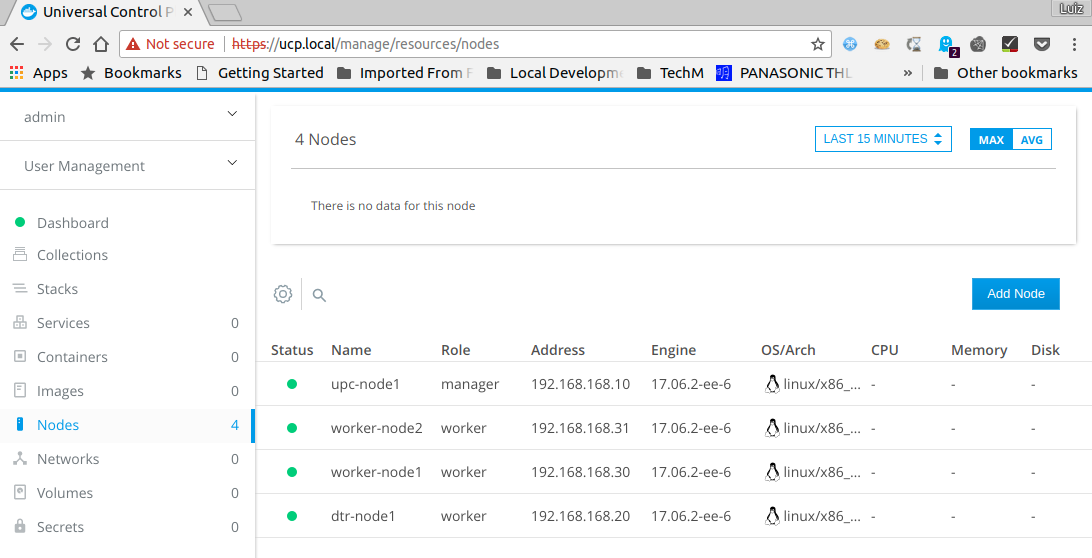 Universal Control P
Luiz
Not secure https://ucp.local/manage/resources/nodes
2
Apps Bookmarks Getting Started Imported From F Local Developme TechM PANASONIC THL » Other bookmarks
admin
User Management
Dashboard
Collections
Stacks
Services 0
Containers 0
Images 0
Nodes 4
Networks 0
Volumes 0
Secrets 0
4 Nodes LAST 15 MINUTES MAX AVG
There is no data for this node
Add Node
Status Name Role Address Engine OS/Arch CPU Memory Disk
upc-node1 manager 192.168.168.10 17.06.2-ee-6 linux/x86_... - - -
worker-node2 worker 192.168.168.31 17.06.2-ee-6 linux/x86_... - - -
worker-node1 worker 192.168.168.30 17.06.2-ee-6 linux/x86_... - - -
dtr-node1 worker 192.168.168.20 17.06.2-ee-6 linux/x86_... - - -